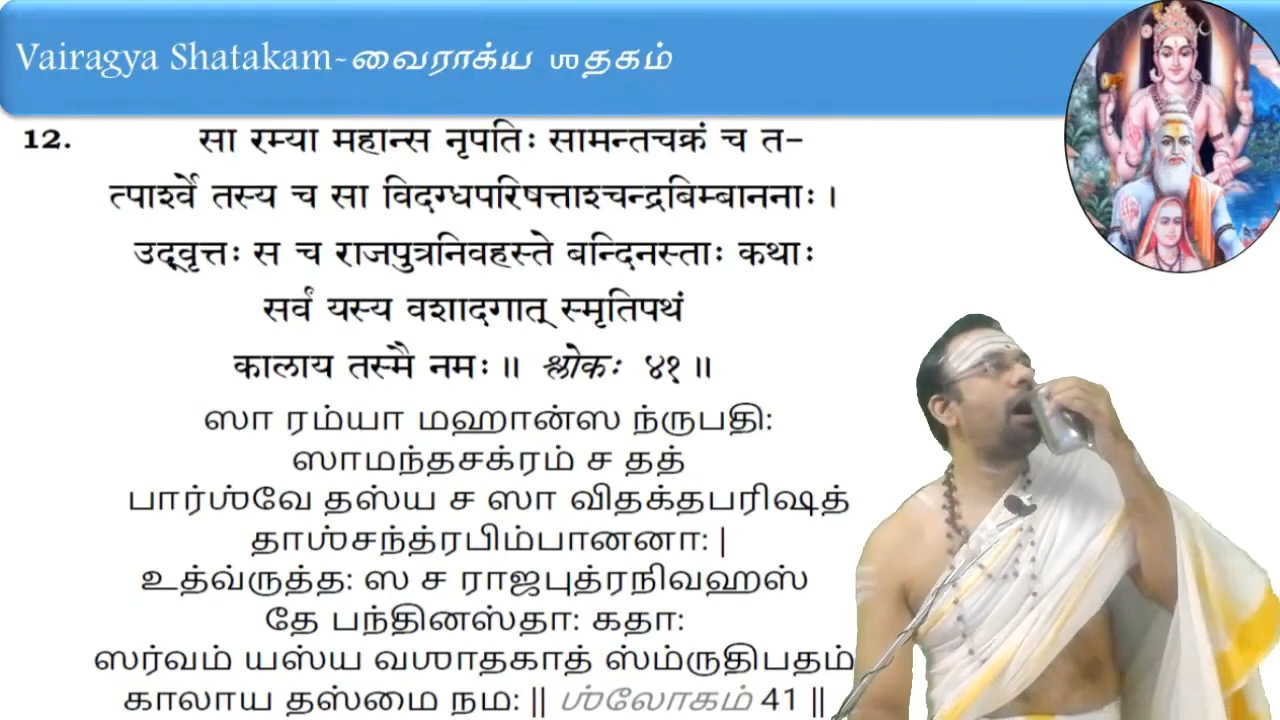 Vairagya Shatakam-வைராக்ய ஶதகம்
12. सा रम्या महान्स नृपतिः सामन्तचक्रं च त-
त्पार्श्वे तस्य च सा विदग्धपरिषत्ताश्चन्द्रबिम्बाननाः ।
उद्वृत्तः स च राजपुत्रनिवहस्ते बन्दिनस्ताः कथाः
सर्वं यस्य वशादगात् स्मृतिपथं
कालाय तस्मै नमः ॥ श्लोकः ४१ ॥
ஸா ரம்யா மஹான்ஸ ந்ருபதி:
ஸாமந்தசக்ரம் ச தத்
பார்ஶ்வே தஸ்ய ச ஸா விதக்தபரிஷத்
தாஶ்சந்த்ரபிம்பானனா: |
உத்வ்ருத்த: ஸ ச ராஜபுத்ரநிவஹஸ்
தே பந்தினஸ்தா: கதா:
ஸர்வம் யஸ்ய வஶாதகாத் ஸ்ம்ருதிபதம்
காலாய தஸ்மை நம: || ஶ்லோகம் 41 ||